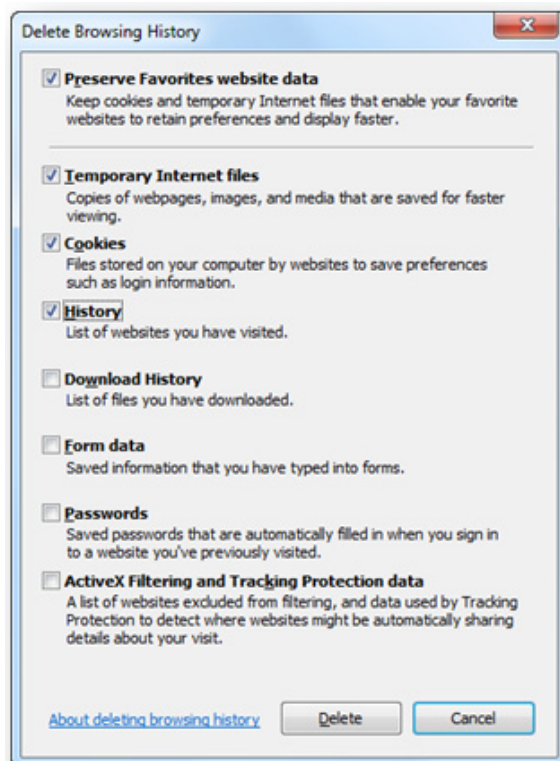 Delete Browsing History
Preserve Favorites website data
Keep cookies and temporary Internet files that enable your favorite
websites to retain preferences and display faster.
Temporary Internet files
Copies of webpages, images, and media that are saved for faster
viewing.
Cookies
Files stored on your computer by websites to save preferences
such as login information.
History
List of websites you have visited.
Download History
List of files you have downloaded.
Form data
Saved information that you have typed into forms.
Passwords
Saved passwords that are automatically filled in when you sign in
to a website you've previously visited.
ActiveX Filtering and Tracking Protection data
A list of websites excluded from filtering, and data used by Tracking
Protection to detect where websites might be automatically sharing
details about your visit.
About deleting browsing history Delete Cancel